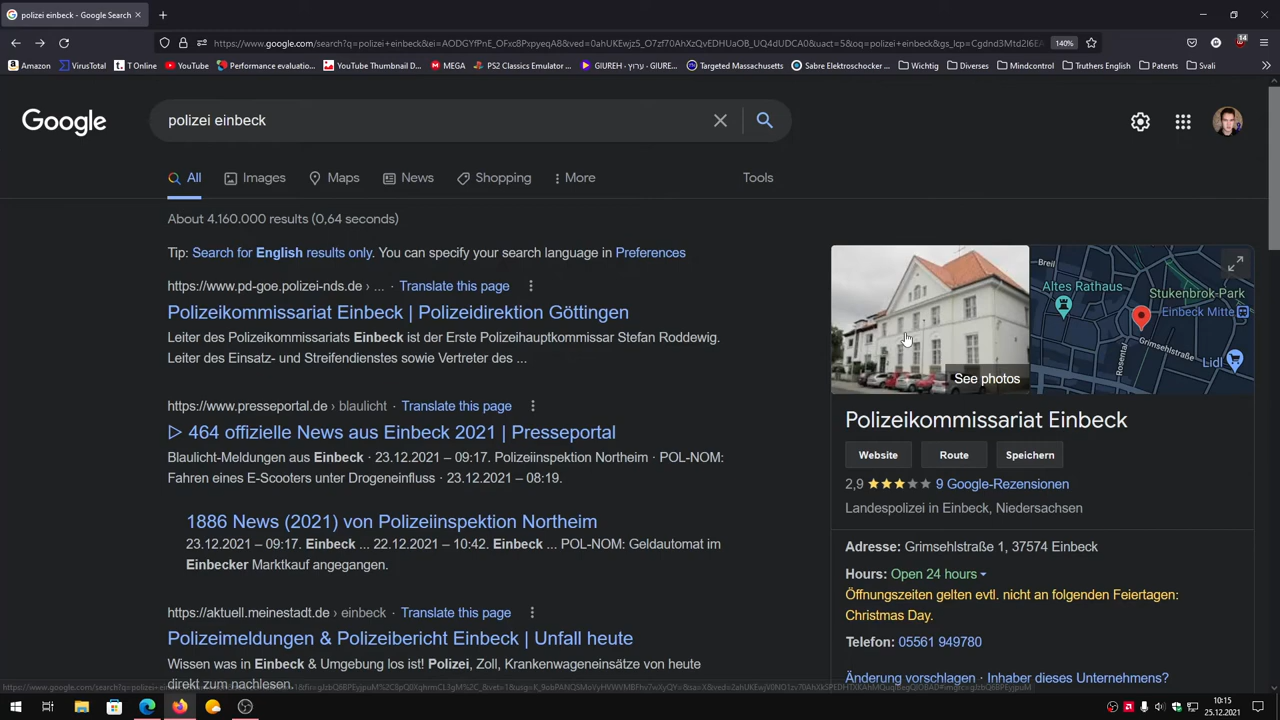 polizei einbeck - Google Search
https://www.google.com/search?q=polizei+einbeck&ei=
140%
14
Amazon
VirusTotal
T Online
YouTube
Performance evaluatio...
YouTube Thumbnail D...
MEGA
PS2 Classics Emulator ...
GIUREH - ערוץ - GIURE...
Targeted Massachusetts
Sabre Elektroschocker ...
Wichtig
Diverses
Mindcontrol
Truthers English
Patents
Svali
Google
polizei einbeck
All
Images
Maps
News
Shopping
More
Tools
About 4.160.000 results (0,64 seconds)
Tip: Search for English results only. You can specify your search language in Preferences
https://www.pd-goe.polizei-nds.de › ... · Translate this page
Polizeikommissariat Einbeck | Polizeidirektion Göttingen
Leiter des Polizeikommissariats Einbeck ist der Erste Polizeihauptkommissar Stefan Roddewig.
Leiter des Einsatz- und Streifendienstes sowie Vertreter des ...
https://www.presseportal.de › blaulicht · Translate this page
▷ 464 offizielle News aus Einbeck 2021 | Presseportal
Blaulicht-Meldungen aus Einbeck · 23.12.2021 – 09:17. Polizeiinspektion Northeim · POL-NOM:
Fahren eines E-Scooters unter Drogeneinfluss · 23.12.2021 – 08:19.
1886 News (2021) von Polizeiinspektion Northeim
23.12.2021 – 09:17. Einbeck ... 22.12.2021 – 10:42. Einbeck ... POL-NOM: Geldautomat im
Einbecker Marktkauf angegangen.
https://aktuell.meinestadt.de › einbeck · Translate this page
Polizeimeldungen & Polizeibericht Einbeck | Unfall heute
Wissen was in Einbeck & Umgebung los ist! Polizei, Zoll, Krankenwageneinsätze von heute
direkt zum nachlesen.
See photos
Breil
Altes Rathaus
Stukenbrok-Park
Einbeck Mitte
Grimsehlstraße
Rosental
Lidl
Polizeikommissariat Einbeck
Website
Route
Speichern
2,9
9 Google-Rezensionen
Landespolizei in Einbeck, Niedersachsen
Adresse: Grimsehlstraße 1, 37574 Einbeck
Hours: Open 24 hours
Öffnungszeiten gelten evtl. nicht an folgenden Feiertagen:
Christmas Day.
Telefon: 05561 949780
Änderung vorschlagen · Inhaber dieses Unternehmens?
10:15
25.12.2021